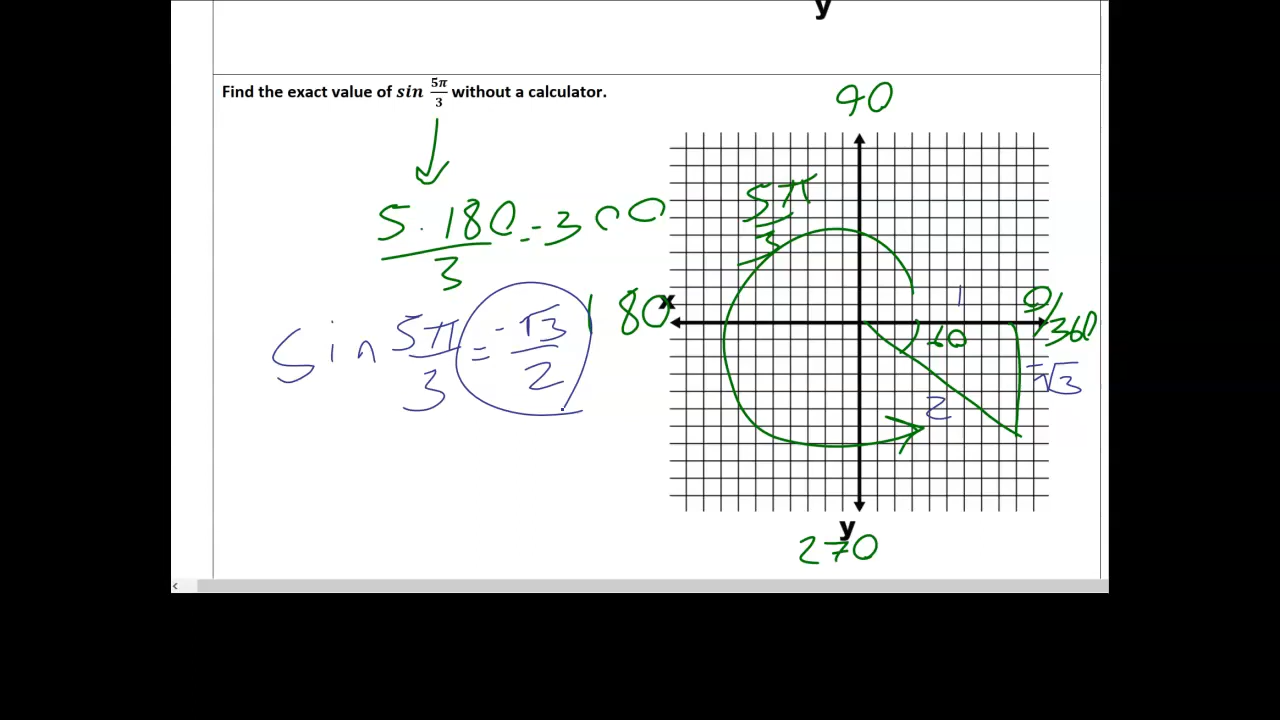 y
Find the exact value of sin 5π/3 without a calculator.
90
5π/3
5·180/3 = 300
180
x
1
0/360
60
sin 5π/3 = -√3/2
-√3
2
y
270